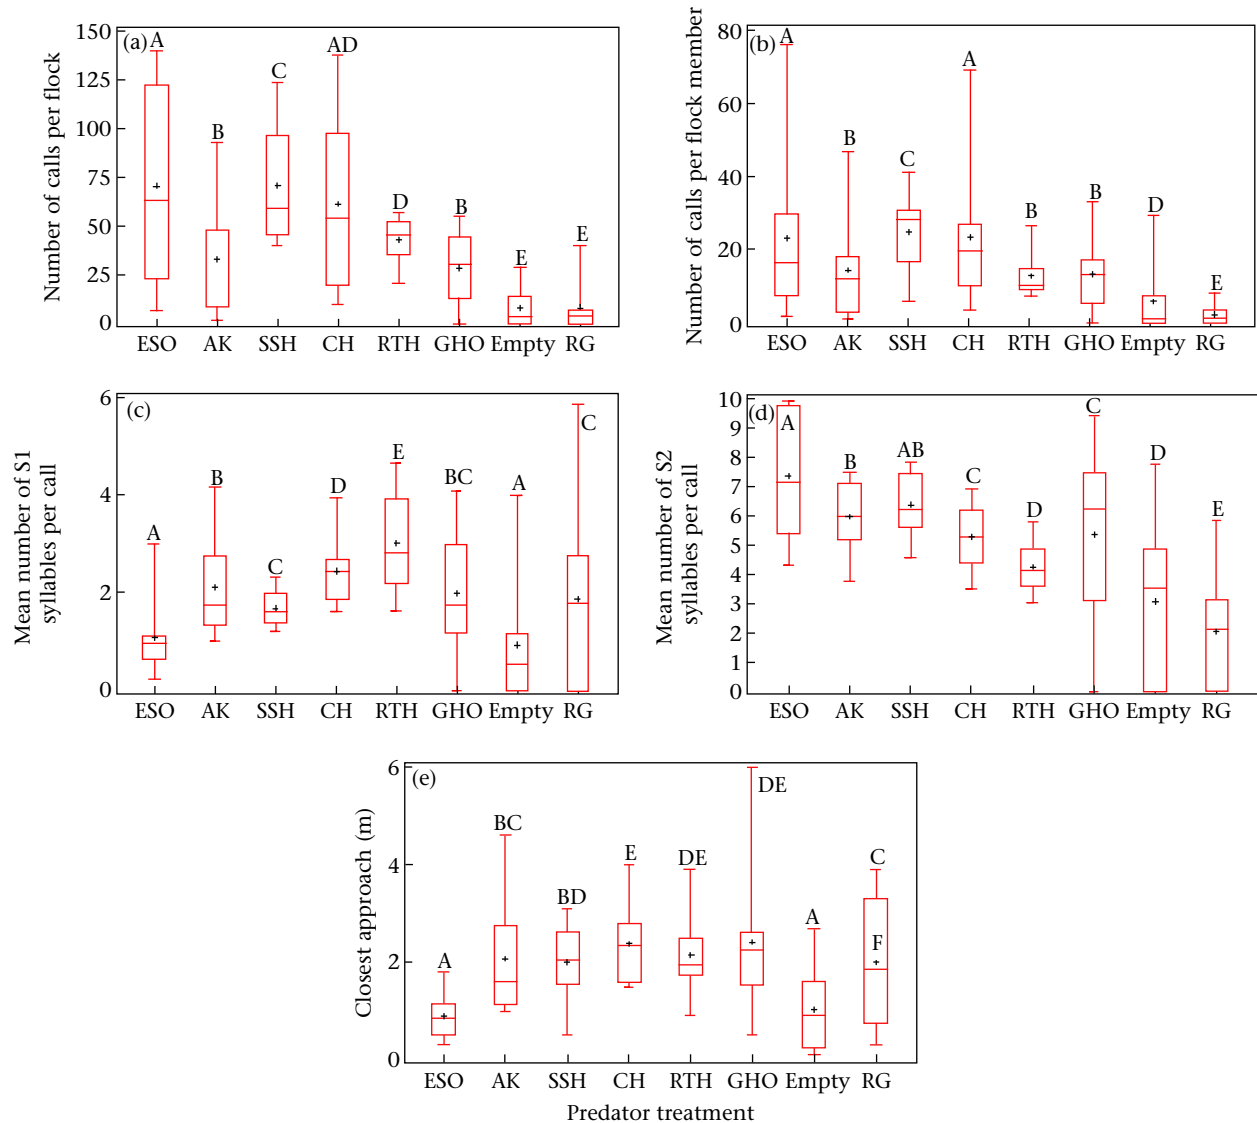 (a)
Number of calls per flock
150
125
100
75
50
25
0
A
B
C
AD
D
B
E
E
ESO AK SSH CH RTH GHO Empty RG
(b)
Number of calls per flock member
80
60
40
20
0
A
B
C
A
B
B
D
E
ESO AK SSH CH RTH GHO Empty RG
(c)
Mean number of S1
syllables per call
6
4
2
0
A
B
C
D
E
BC
A
C
ESO AK SSH CH RTH GHO Empty RG
(d)
Mean number of S2
syllables per call
10
9
8
7
6
5
4
3
2
1
0
A
B
AB
C
D
C
D
E
ESO AK SSH CH RTH GHO Empty RG
(e)
Closest approach (m)
6
4
2
0
A
BC
BD
E
DE
DE
A
C
F
ESO AK SSH CH RTH GHO Empty RG
Predator treatment